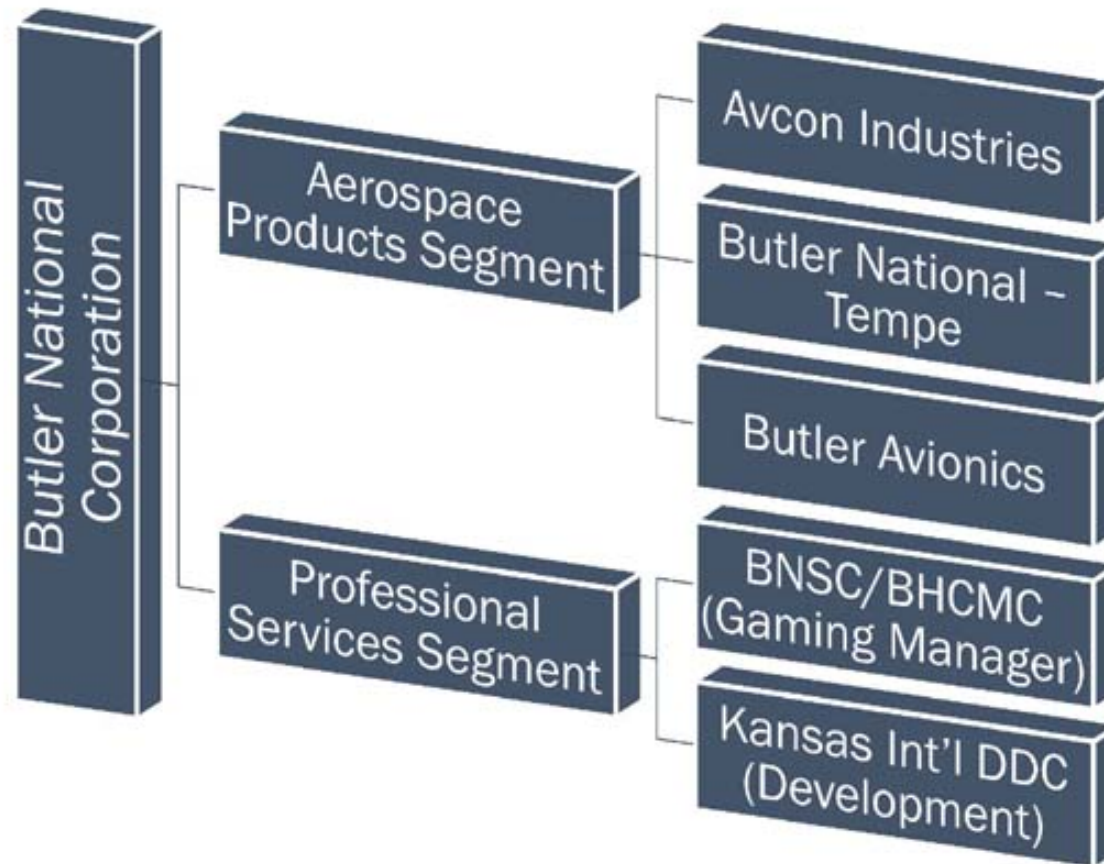 Butler National
Corporation
Aerospace
Products Segment
Avcon Industries
Butler National –
Tempe
Butler Avionics
Professional
Services Segment
BNSC/BHCMC
(Gaming Manager)
Kansas Int'l DDC
(Development)